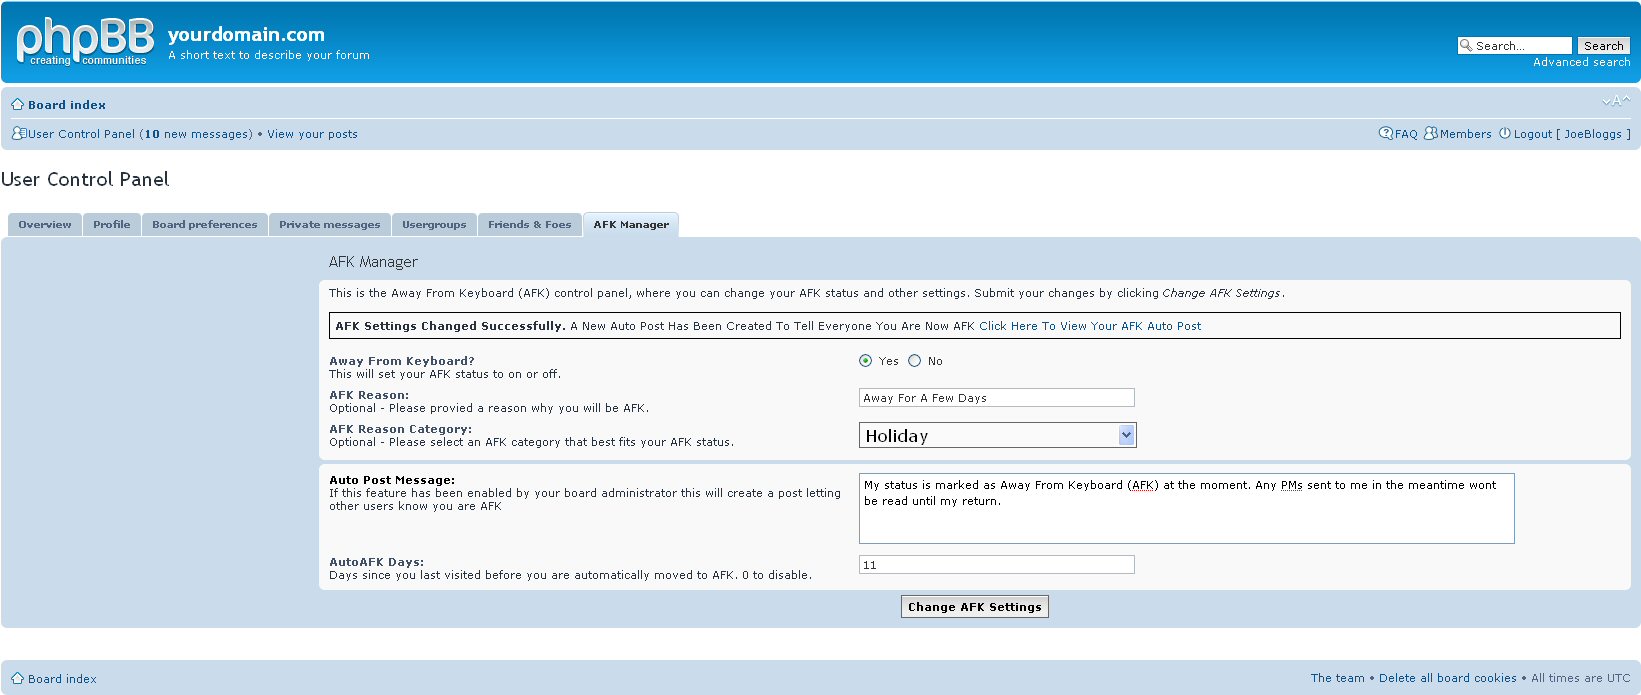 phpBB
creating communities
yourdomain.com
A short text to describe your forum
Search...
Search
Advanced search
Board index
A
User Control Panel (10 new messages) • View your posts
FAQ Members Logout [ JoeBloggs ]
User Control Panel
Overview Profile Board preferences Private messages Usergroups Friends & Foes AFK Manager
AFK Manager
This is the Away From Keyboard (AFK) control panel, where you can change your AFK status and other settings. Submit your changes by clicking Change AFK Settings.
AFK Settings Changed Successfully. A New Auto Post Has Been Created To Tell Everyone You Are Now AFK Click Here To View Your AFK Auto Post
Away From Keyboard?
Yes No
This will set your AFK status to on or off.
AFK Reason:
Away For A Few Days
Optional - Please provied a reason why you will be AFK.
AFK Reason Category:
Holiday
Optional - Please select an AFK category that best fits your AFK status.
Auto Post Message:
If this feature has been enabled by your board administrator this will create a post letting
other users know you are AFK
My status is marked as Away From Keyboard (AFK) at the moment. Any PMs sent to me in the meantime wont
be read until my return.
AutoAFK Days:
11
Days since you last visited before you are automatically moved to AFK. 0 to disable.
Change AFK Settings
Board index
The team • Delete all board cookies • All times are UTC